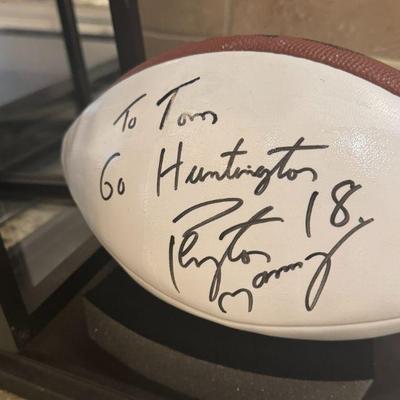 To Tom
Go Huntington
Peyton 18.
Manning